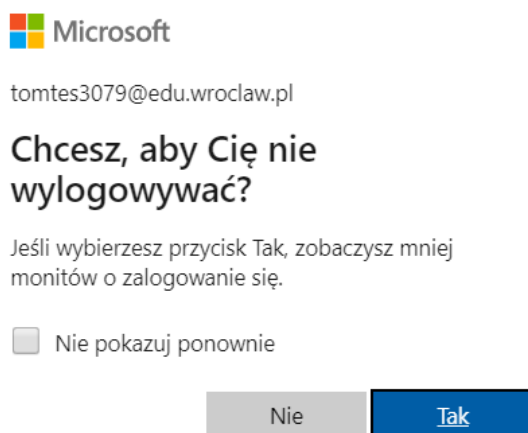 Microsoft
tomtes3079@edu.wroclaw.pl
Chcesz, aby Cię nie
wylogowywać?
Jeśli wybierzesz przycisk Tak, zobaczysz mniej
monitów o zalogowanie się.
Nie pokazuj ponownie
Nie
Tak